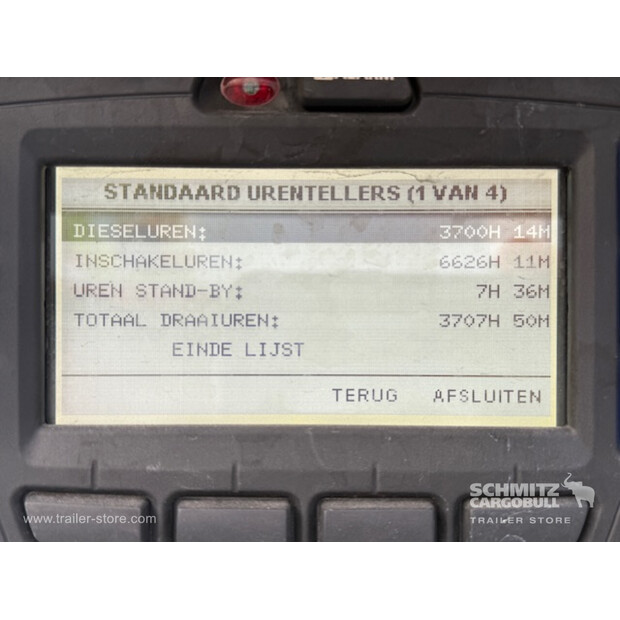 ALARM
STANDAARD URENTELLERS (1 VAN 4)
DIESELUREN: 3700H 14M
INSCHAKELUREN: 6626H 11M
UREN STAND-BY: 7H 36M
TOTAAL DRAAIUREN: 3707H 50M
EINDE LIJST
TERUG AFSLUITEN
SCHMITZ
CARGOBULL
TRAILER STORE
www.trailer-store.com